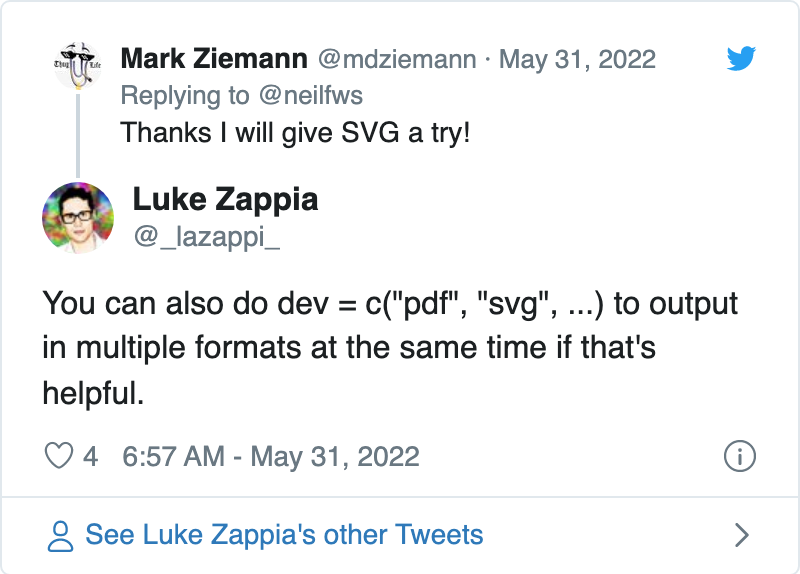 Thug Life
Mark Ziemann @mdziemann · May 31, 2022
Replying to @neilfws
Thanks I will give SVG a try!
Luke Zappia
@_lazappi_
You can also do dev = c("pdf", "svg", ...) to output
in multiple formats at the same time if that's
helpful.
4 6:57 AM - May 31, 2022
See Luke Zappia's other Tweets